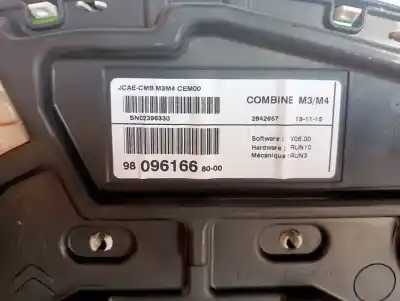 JCAE-CMB M3M4 CEM00
COMBINE M3/M4
SN02398330
2842657 19-11-15
Software : V06.00
Hardware : RUN10
Mécanique : RUN3
98 096166 80-00